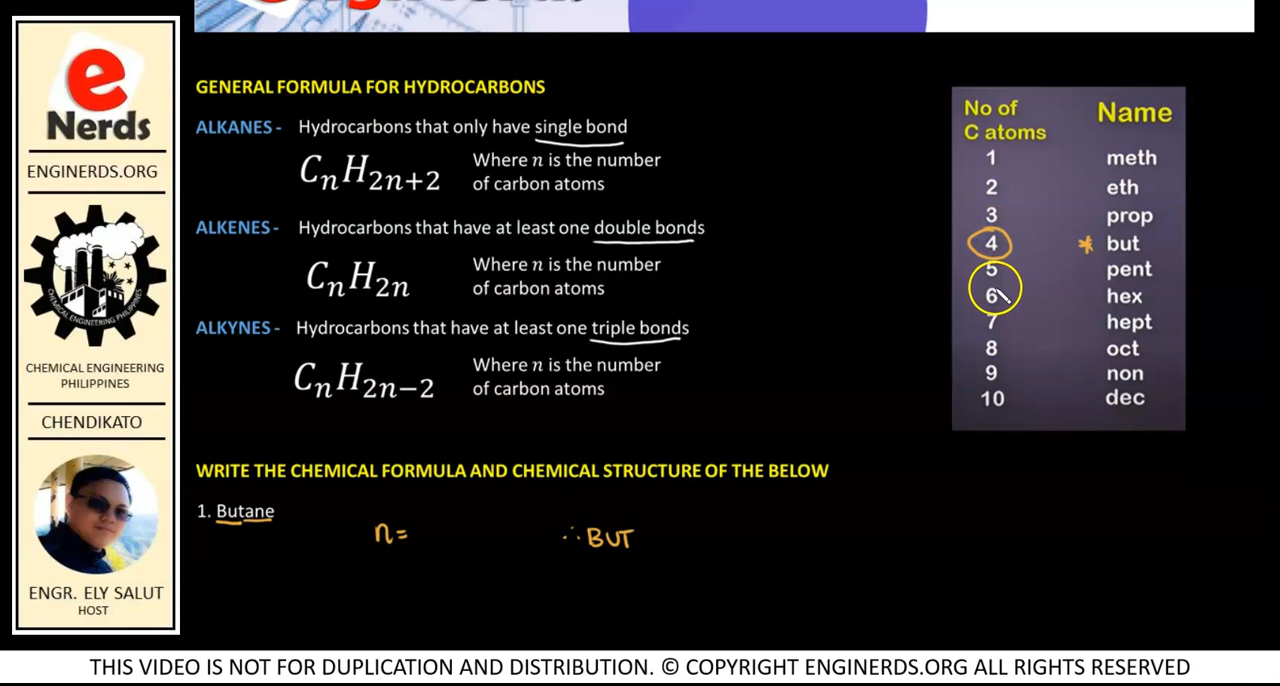 e
Nerds
ENGINERDS.ORG
CHEMICAL ENGINEERING PHILIPPINES
CHEMICAL ENGINEERING
PHILIPPINES
CHENDIKATO
ENGR. ELY SALUT
HOST
GENERAL FORMULA FOR HYDROCARBONS
ALKANES - Hydrocarbons that only have single bond
CₙH₂ₙ₊₂ Where n is the number
of carbon atoms
ALKENES - Hydrocarbons that have at least one double bonds
CₙH₂ₙ Where n is the number
of carbon atoms
ALKYNES - Hydrocarbons that have at least one triple bonds
CₙH₂ₙ₋₂ Where n is the number
of carbon atoms
WRITE THE CHEMICAL FORMULA AND CHEMICAL STRUCTURE OF THE BELOW
1. Butane
n= ∴ BUT
No of Name
C atoms
1 meth
2 eth
3 prop
4 * but
5 pent
6 hex
7 hept
8 oct
9 non
10 dec
THIS VIDEO IS NOT FOR DUPLICATION AND DISTRIBUTION. © COPYRIGHT ENGINERDS.ORG ALL RIGHTS RESERVED